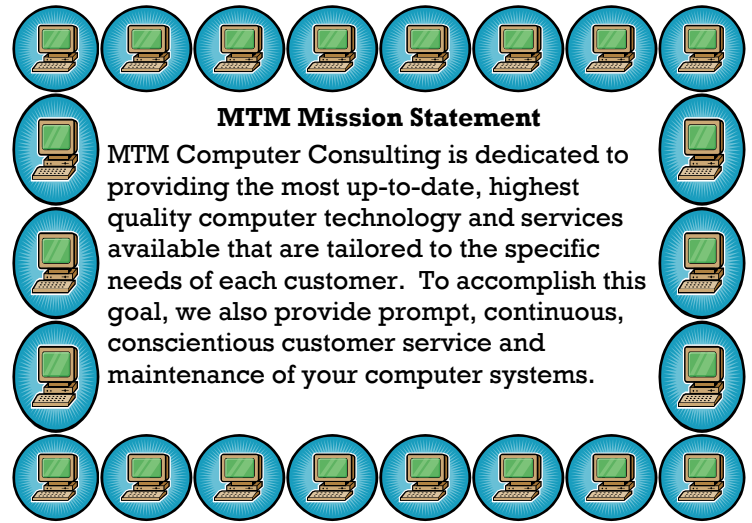 MTM Mission Statement
MTM Computer Consulting is dedicated to
providing the most up-to-date, highest
quality computer technology and services
available that are tailored to the specific
needs of each customer.  To accomplish this
goal, we also provide prompt, continuous,
conscientious customer service and
maintenance of your computer systems.